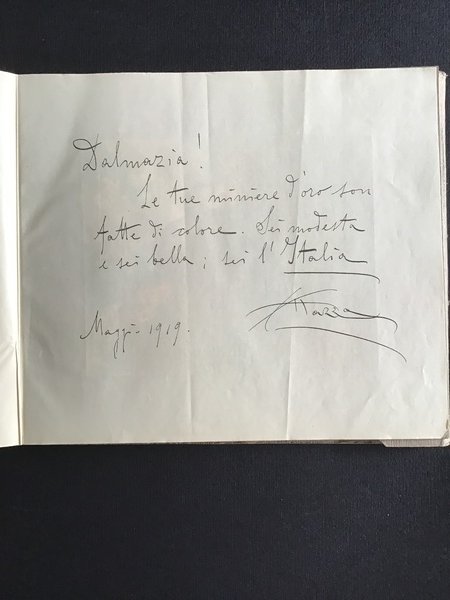 Dalmazia!
Le tue miniere d'oro son
fatte di colore. Sei modesta
e sei bella; sei l'Italia
Maggio 1919.